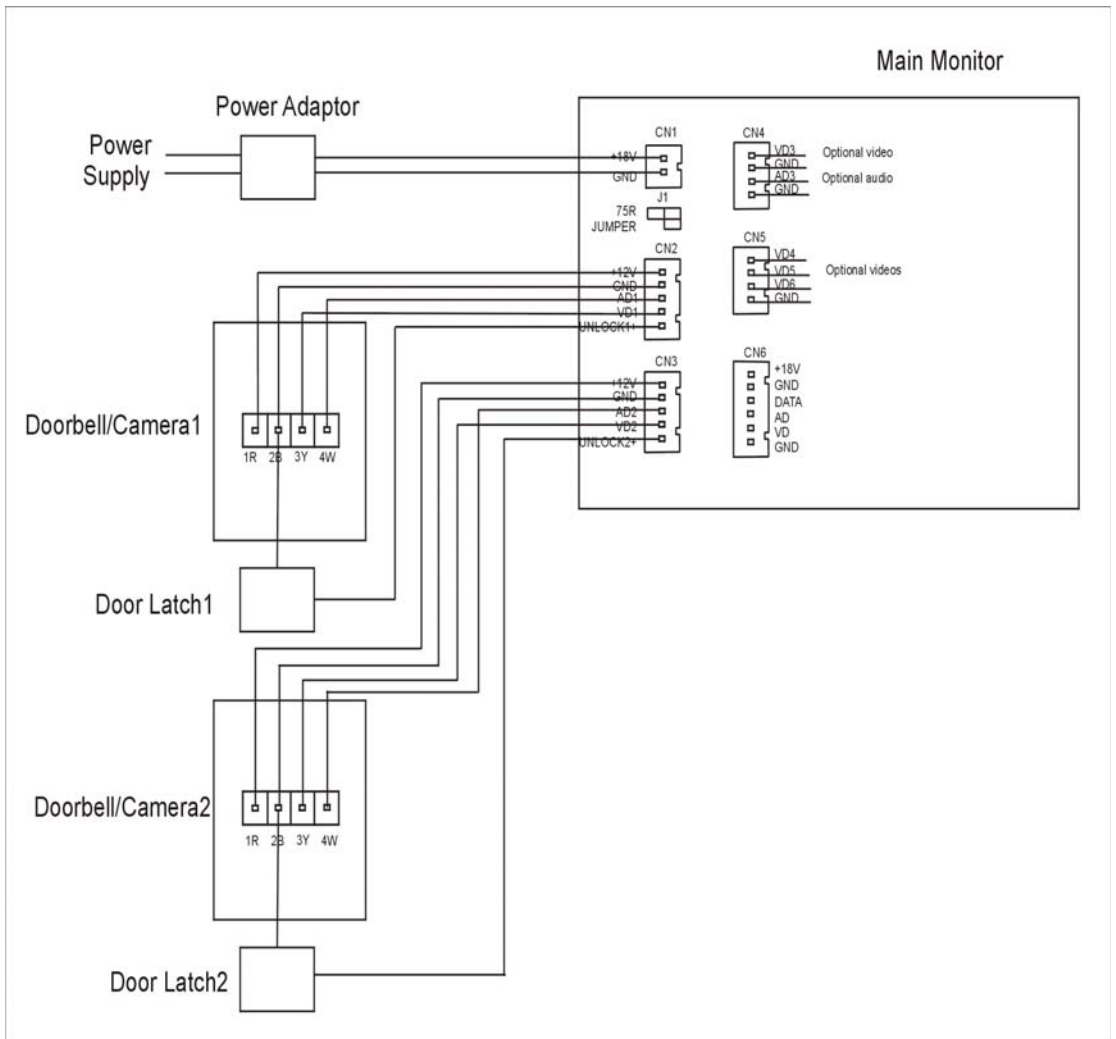 Main Monitor
Power Adaptor
Power
Supply
CN1
+18V
GND
J1
75R
JUMPER
CN2
+12V
GND
AD1
VD1
UNLOCK1+
CN3
+12V
GND
AD2
VD2
UNLOCK2+
CN4
VD3 Optional video
GND
AD3 Optional audio
GND
CN5
VD4
VD5 Optional videos
VD6
GND
CN6
+18V
GND
DATA
AD
VD
GND
Doorbell/Camera1
1R 2B 3Y 4W
Door Latch1
Doorbell/Camera2
1R 2B 3Y 4W
Door Latch2